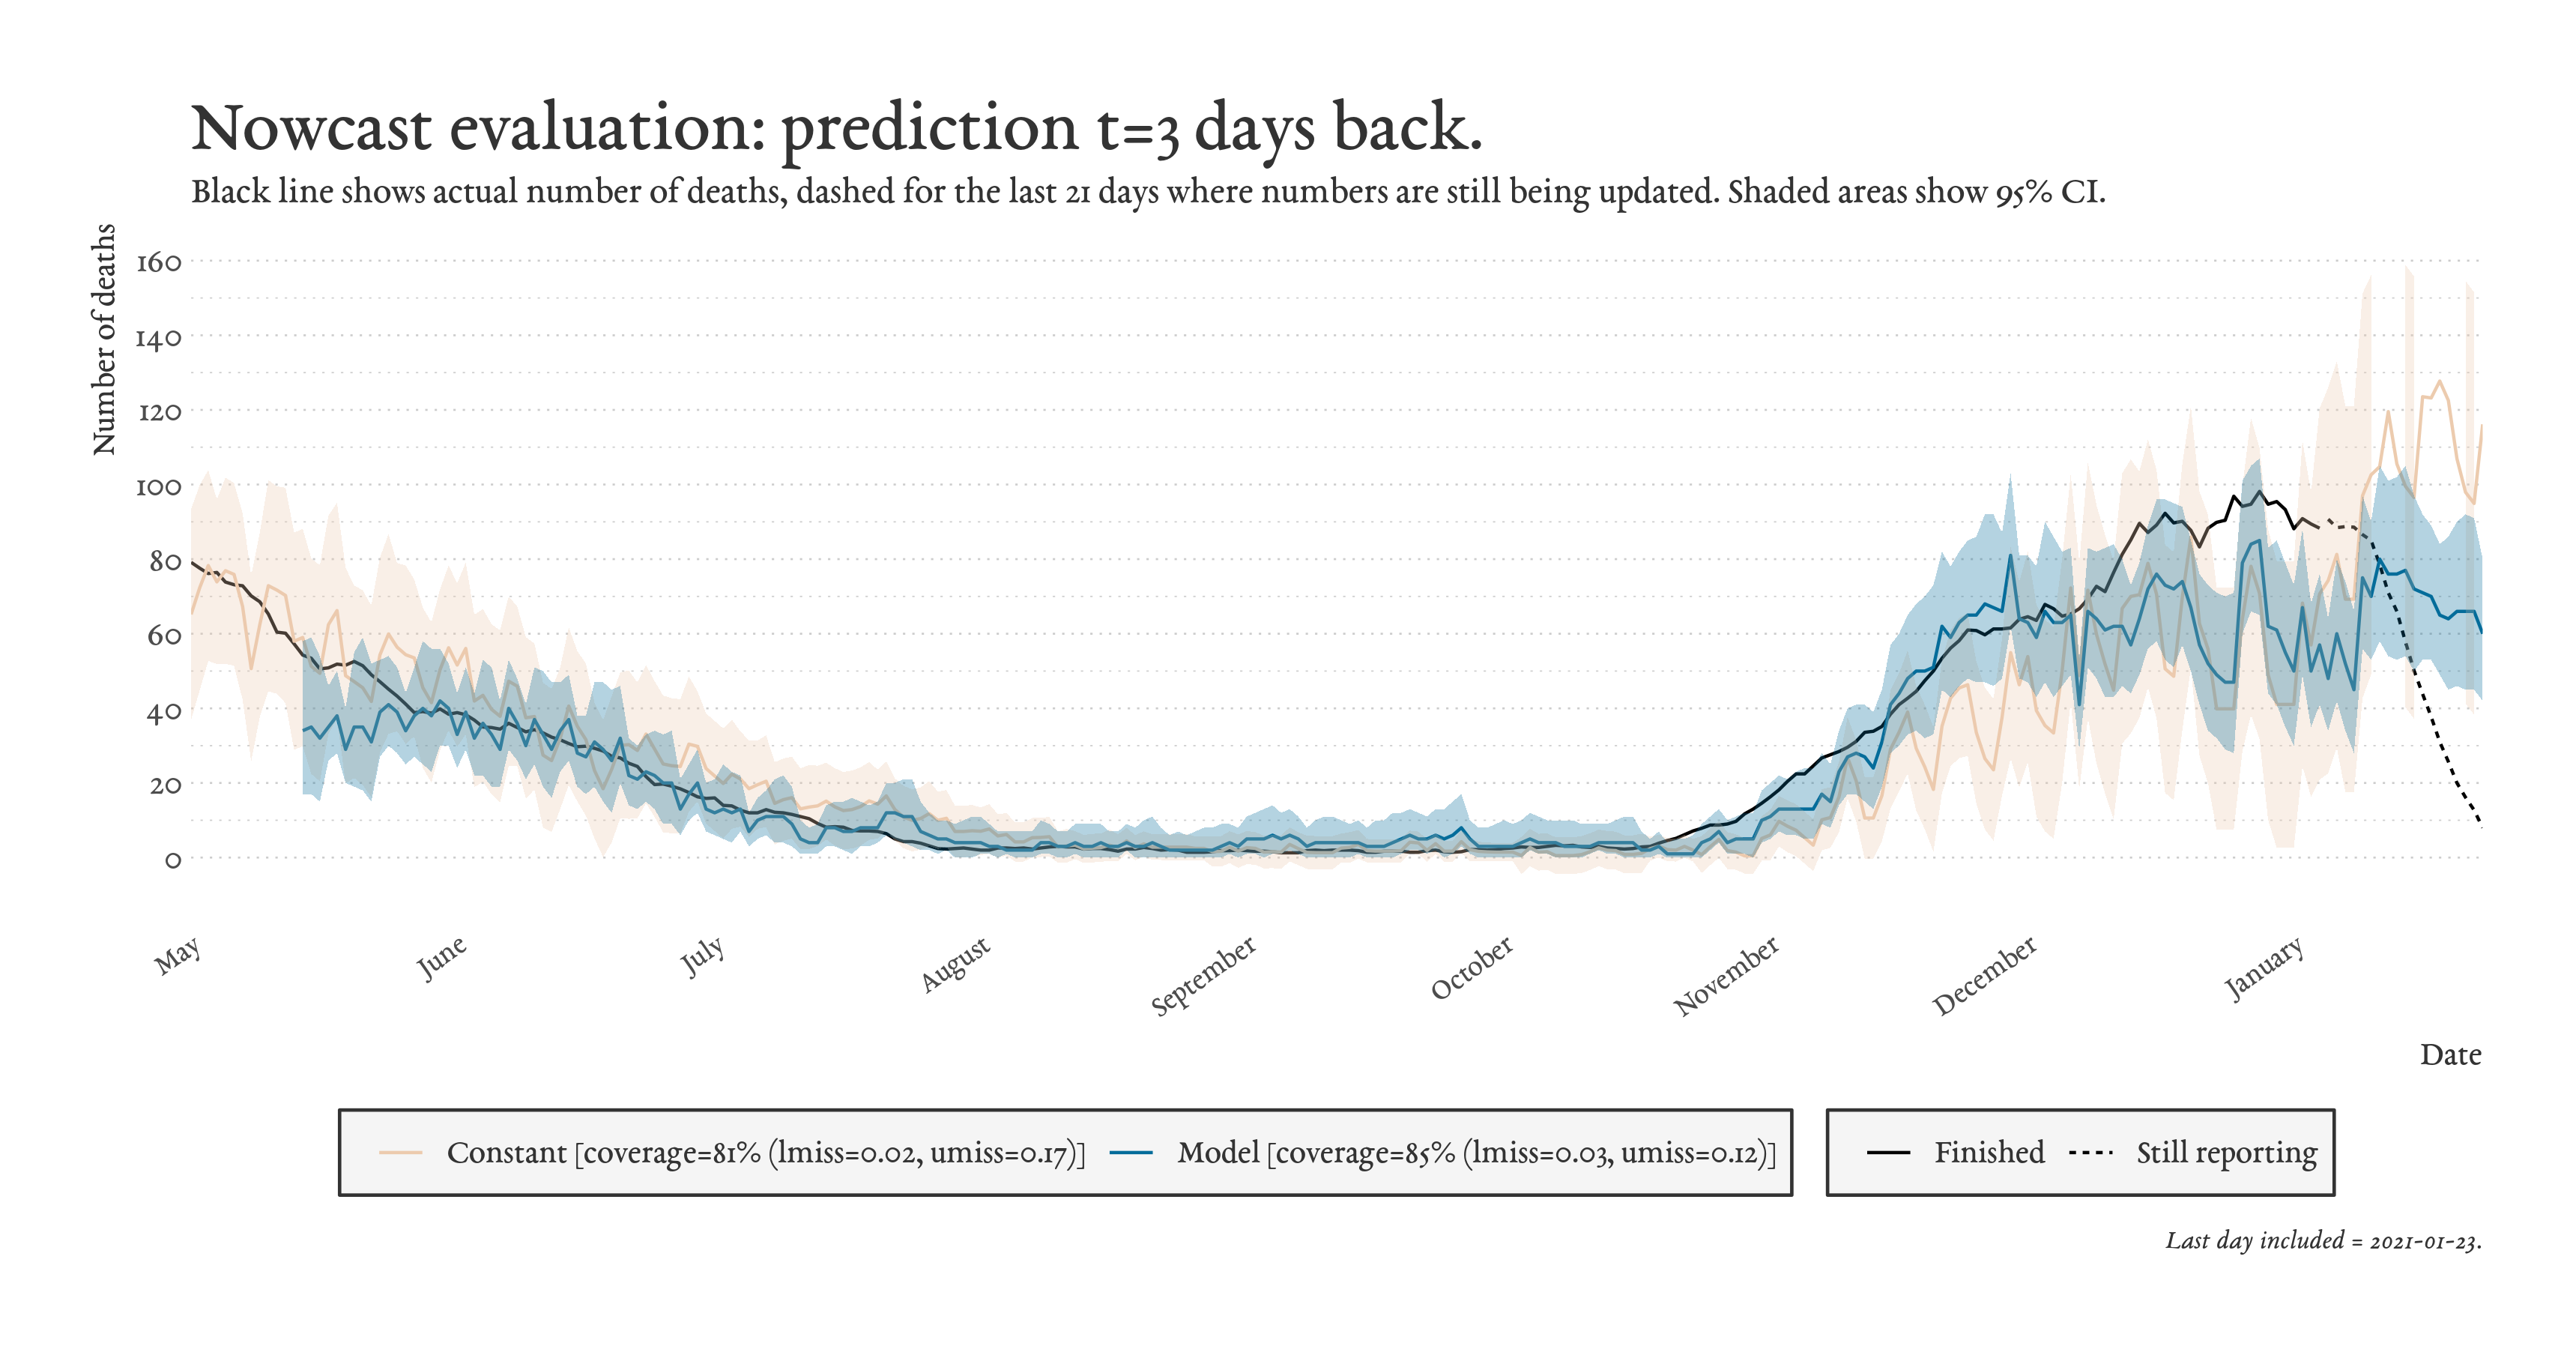 Nowcast evaluation: prediction t=3 days back.
Black line shows actual number of deaths, dashed for the last 21 days where numbers are still being updated. Shaded areas show 95% CI.
Number of deaths
160
140
120
100
80
60
40
20
0
May
June
July
August
September
October
November
December
January
Date
Constant [coverage=81% (lmiss=0.02, umiss=0.17)]
Model [coverage=85% (lmiss=0.03, umiss=0.12)]
Finished
Still reporting
Last day included = 2021-01-23.